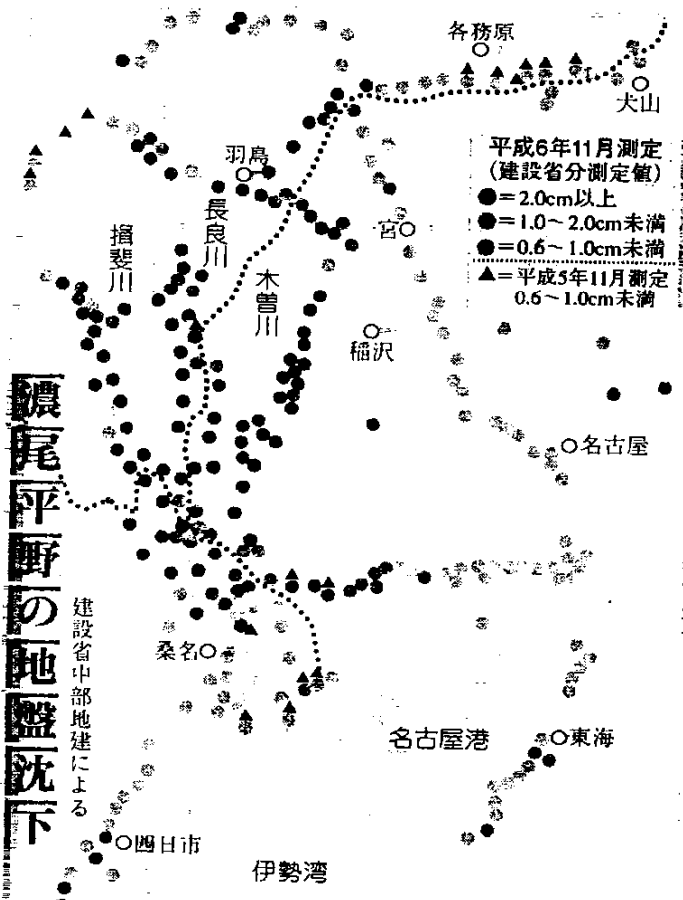 濃尾平野の地盤沈下
建設省中部地建による
各務原
犬山
羽島
平成6年11月測定
(建設省分測定値)
●=2.0cm以上
●=1.0～2.0cm未満
●=0.6～1.0cm未満
▲=平成5年11月測定
0.6～1.0cm未満
揖斐川
長良川
木曽川
宮
稲沢
名古屋
桑名
名古屋港
東海
四日市
伊勢湾